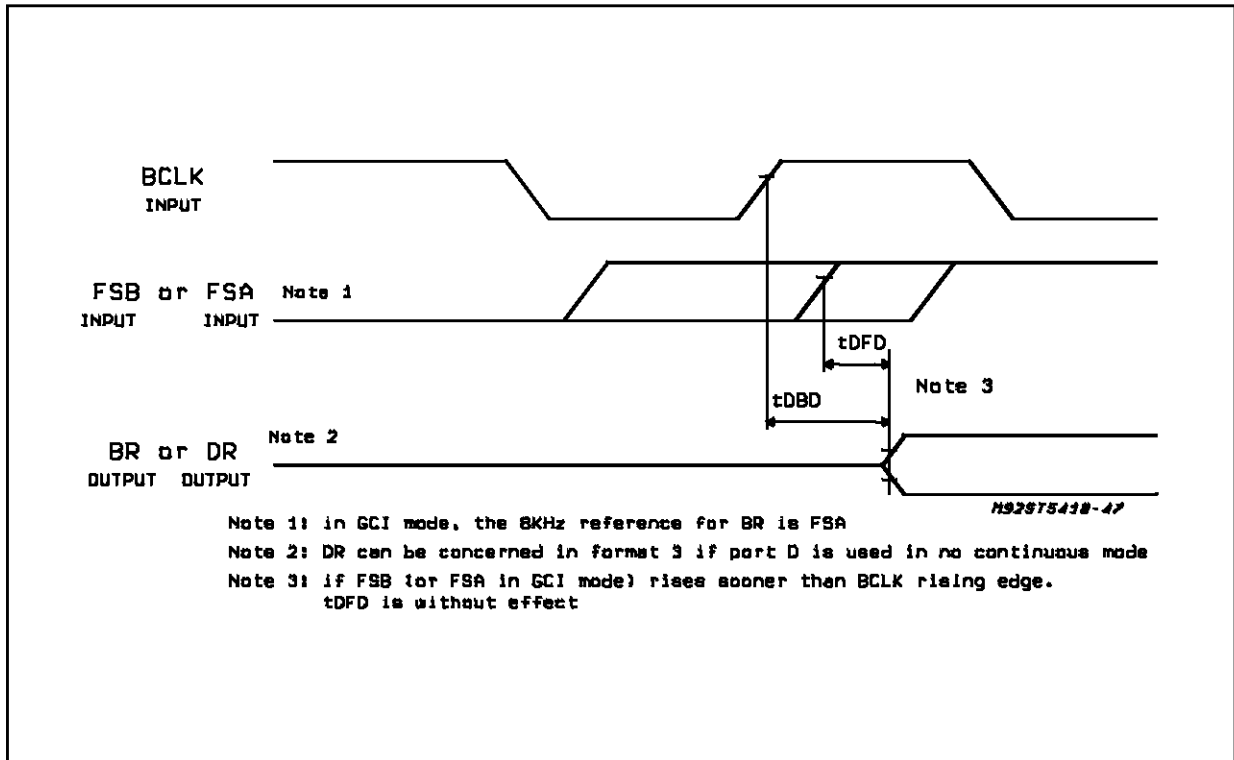 BCLK
INPUT
FSB or FSA Note 1
INPUT INPUT
tDFD
Note 3
tDBD
Note 2
BR or DR
OUTPUT OUTPUT
M92ST5410-47
Note 1: in GCI mode, the 8KHz reference for BR is FSA
Note 2: DR can be concerned in format 3 if port D is used in no continuous mode
Note 3: if FSB (or FSA in GCI mode) rises sooner than BCLK rising edge.
tDFD is without effect